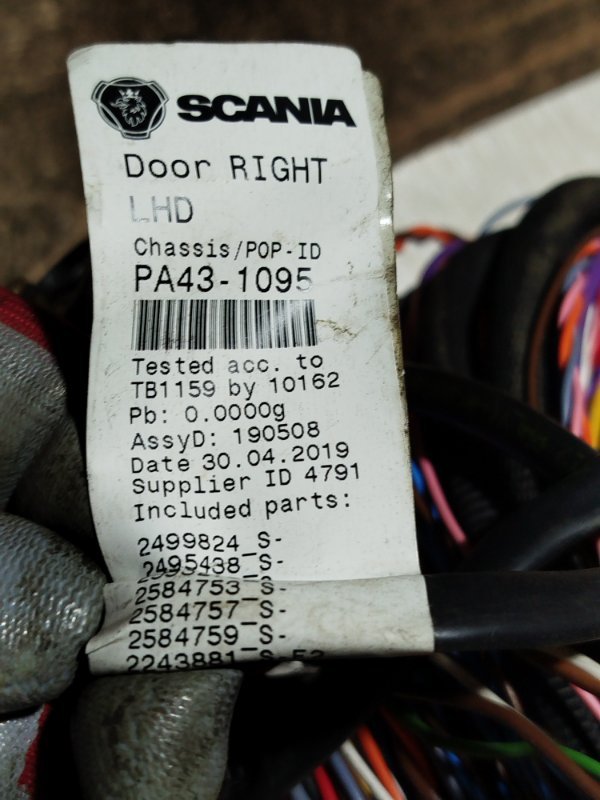 SCANIA
Door RIGHT
LHD
Chassis/POP-ID
PA43-1095
Tested acc. to
TB1159 by 10162
Pb: 0.0000g
AssyD: 190508
Date 30.04.2019
Supplier ID 4791
Included parts:
2499824_S-
2495438_S-
2584753_S-
2584757_S-
2584759_S-
2243881_S-